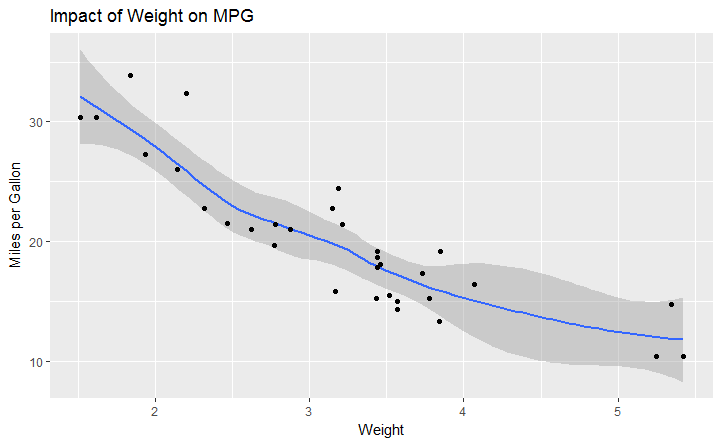 Impact of Weight on MPG
Miles per Gallon
30
20
10
2 3 4 5
Weight